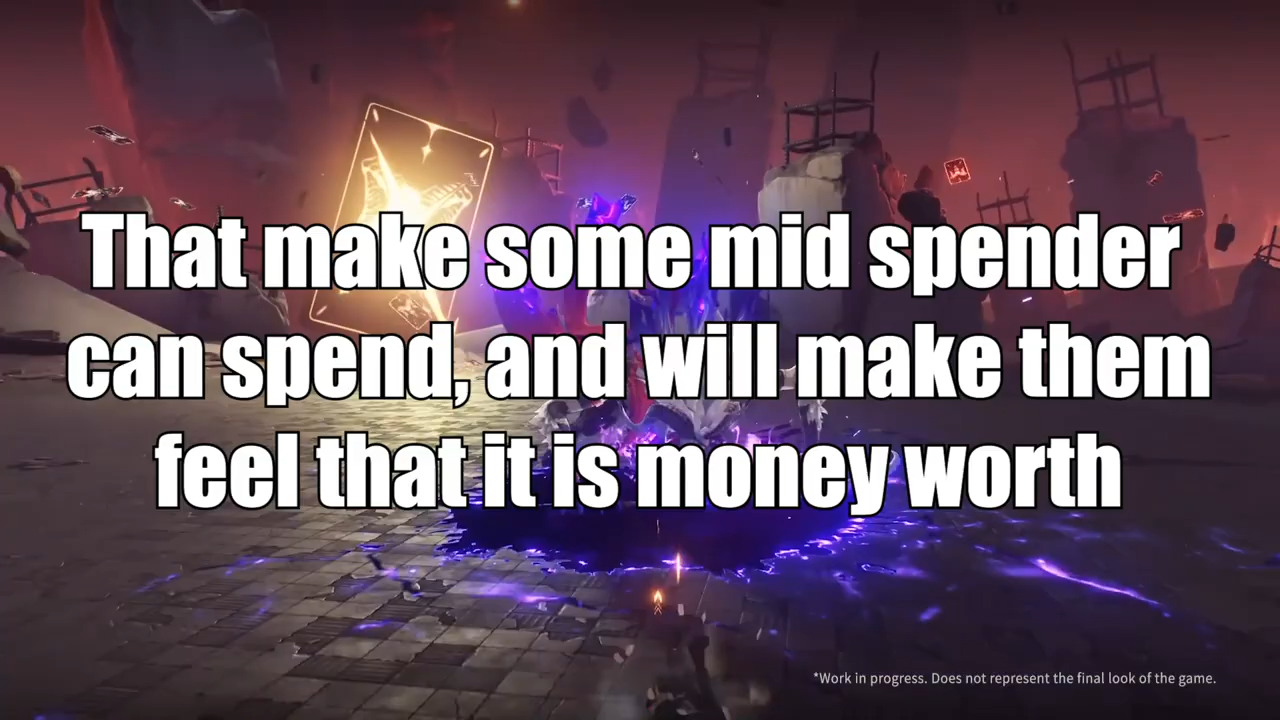 That make some mid spender
can spend, and will make them
feel that it is money worth
*Work in progress. Does not represent the final look of the game.